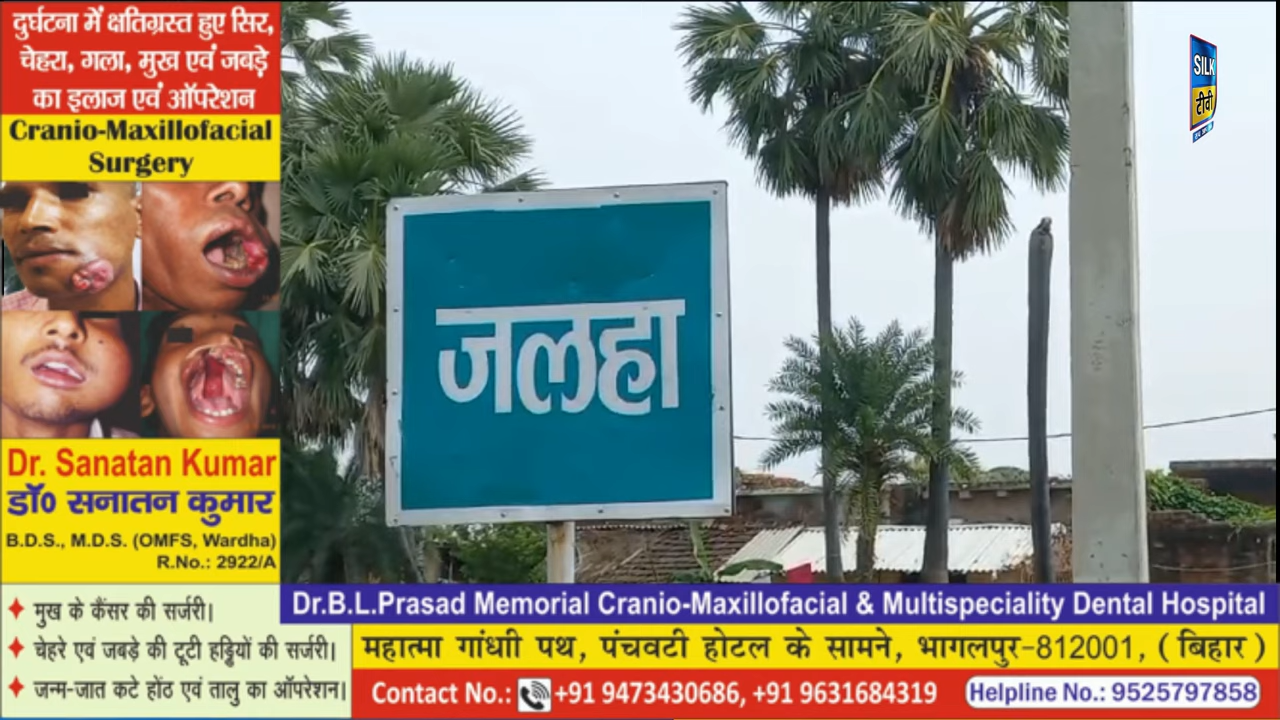 दुर्घटना में क्षतिग्रस्त हुए सिर,
चेहरा, गला, मुख एवं जबड़े
का इलाज एवं ऑपरेशन
Cranio-Maxillofacial
Surgery
SILK
टीवी
जलहा
Dr. Sanatan Kumar
डॉ० सनातन कुमार
B.D.S., M.D.S. (OMFS, Wardha)
R.No.: 2922/A
मुख के कैंसर की सर्जरी।
चेहरे एवं जबड़े की टूटी हड्डियों की सर्जरी।
जन्म-जात कटे होंठ एवं तालु का ऑपरेशन।
Dr.B.L.Prasad Memorial Cranio-Maxillofacial & Multispeciality Dental Hospital
महात्मा गांधाी पथ, पंचवटी होटल के सामने, भागलपुर-812001, ( बिहार )
Contact No.: +91 9473430686, +91 9631684319 Helpline No.: 9525797858